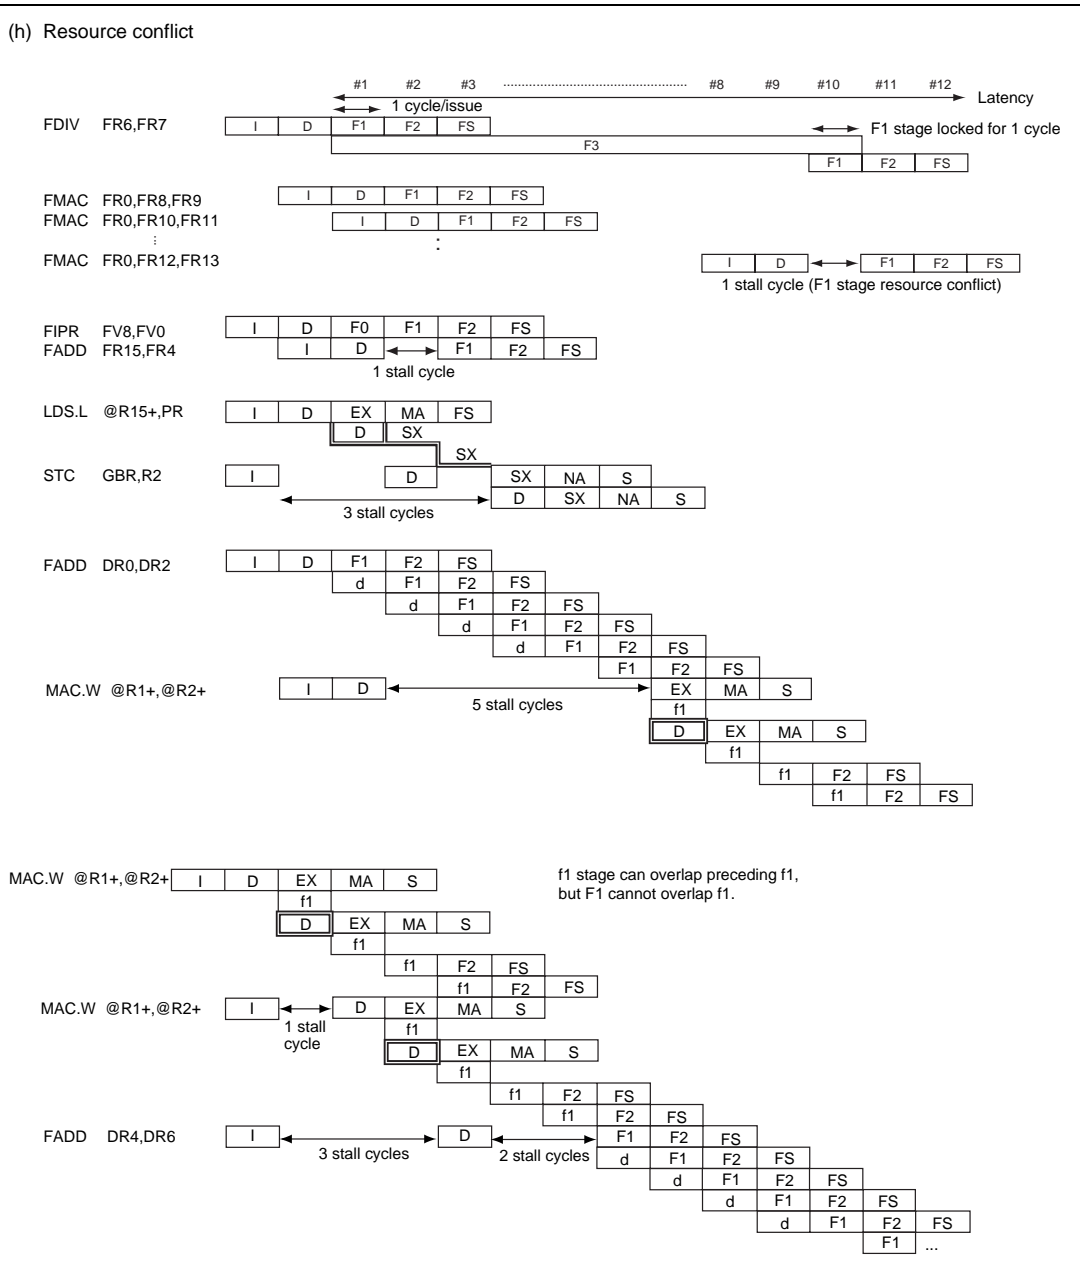 (h) Resource conflict
#1 #2 #3 #8 #9 #10 #11 #12
Latency
1 cycle/issue
FDIV FR6,FR7 I D F1 F2 FS F1 stage locked for 1 cycle
F3
F1 F2 FS
FMAC FR0,FR8,FR9 I D F1 F2 FS
FMAC FR0,FR10,FR11 I D F1 F2 FS
:
FMAC FR0,FR12,FR13 I D F1 F2 FS
1 stall cycle (F1 stage resource conflict)
FIPR FV8,FV0 I D F0 F1 F2 FS
FADD FR15,FR4 I D F1 F2 FS
1 stall cycle
LDS.L @R15+,PR I D EX MA FS
D SX
SX
STC GBR,R2 I D SX NA S
D SX NA S
3 stall cycles
FADD DR0,DR2 I D F1 F2 FS
d F1 F2 FS
d F1 F2 FS
d F1 F2 FS
d F1 F2 FS
F1 F2 FS
MAC.W @R1+,@R2+ I D EX MA S
5 stall cycles
f1
D EX MA S
f1
f1 F2 FS
f1 F2 FS
MAC.W @R1+,@R2+ I D EX MA S
f1 stage can overlap preceding f1,
but F1 cannot overlap f1.
f1
D EX MA S
f1
f1 F2 FS
f1 F2 FS
MAC.W @R1+,@R2+ I D EX MA S
1 stall
cycle
f1
D EX MA S
f1
f1 F2 FS
f1 F2 FS
FADD DR4,DR6 I D F1 F2 FS
3 stall cycles 2 stall cycles
d F1 F2 FS
d F1 F2 FS
d F1 F2 FS
d F1 F2 FS
F1 ...